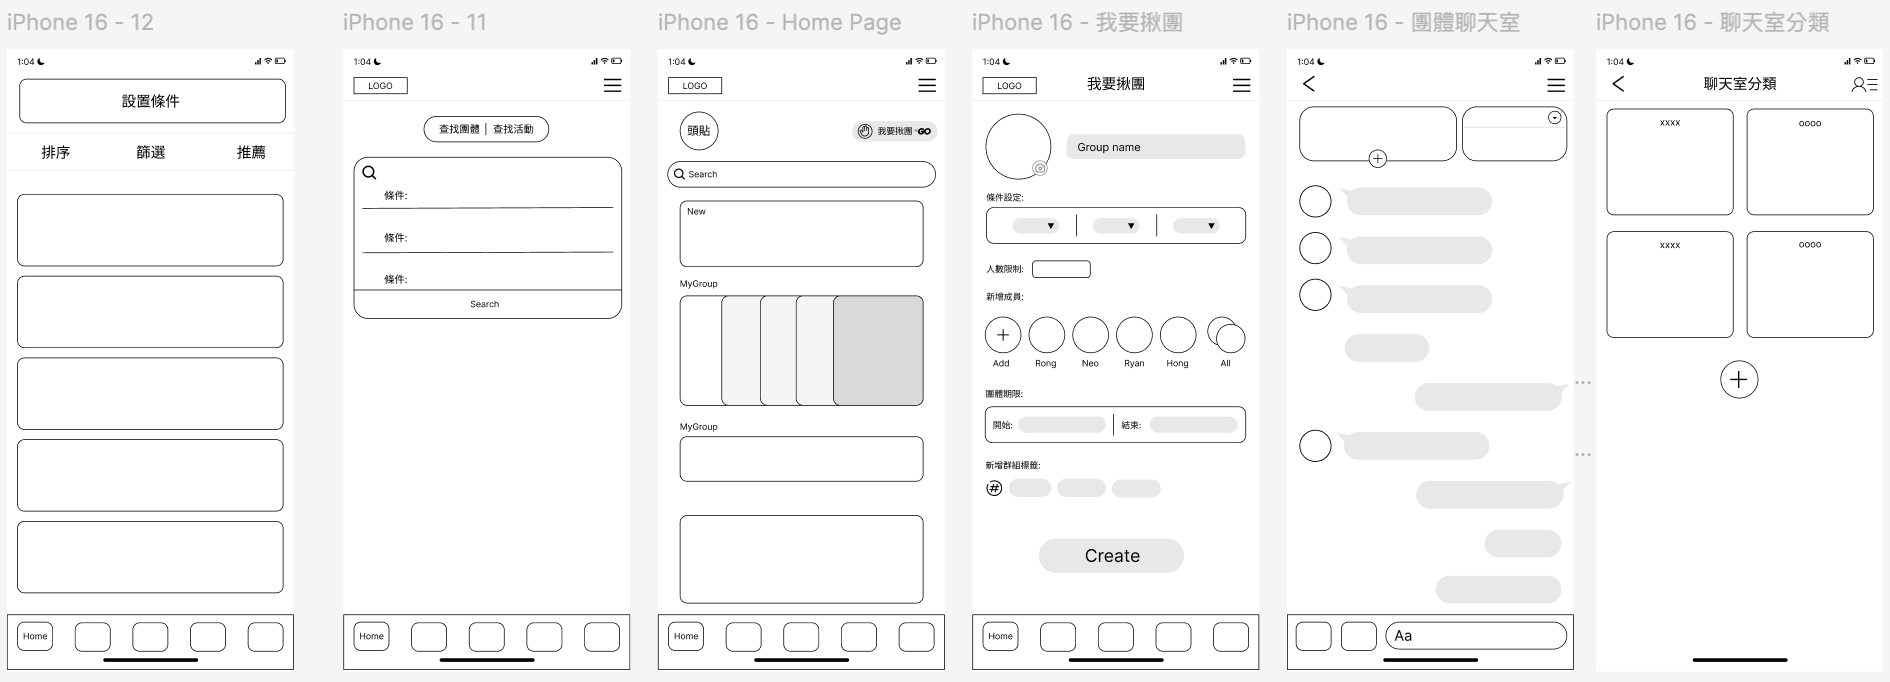 iPhone 16 - 12
1:04
設置條件
排序 篩選 推薦
Home
iPhone 16 - 11
1:04
LOGO
查找團體 | 查找活動
條件:
條件:
條件:
Search
Home
iPhone 16 - Home Page
1:04
LOGO
頭貼
我要揪團-GO
Search
New
MyGroup
MyGroup
Home
iPhone 16 - 我要揪團
1:04
LOGO 我要揪團
Group name
條件設定:
人數限制:
新增成員:
Add Rong Neo Ryan Hong All
團體期限:
開始: 結束:
新增群組標籤:
#
Create
Home
iPhone 16 - 團體聊天室
1:04
Aa
iPhone 16 - 聊天室分類
1:04
聊天室分類
xxxx oooo
xxxx oooo